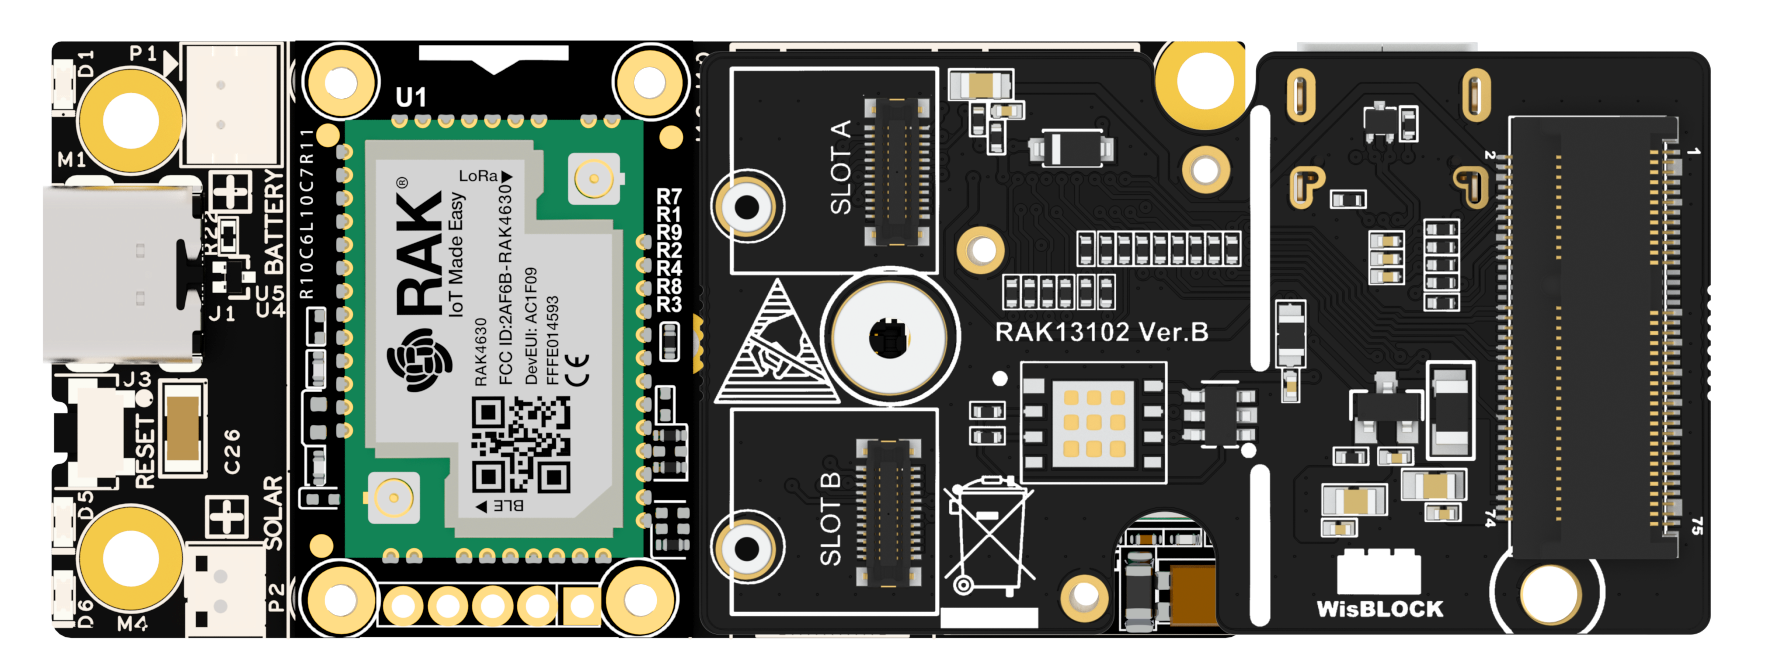 D1
P1
M1
BATTERY
R22
U5
U4
J1
J3
RESET
C26
D5
SOLAR
D6
M4
P2
U1
R10C6L10C7R11
LoRa
RAK4630
RAK®
IoT Made Easy
RAK4630
FCC ID:2AF6B-RAK4630
DevEUI: AC1F09
FFFE014593
CE
BLE
R7
R1
R9
R2
R4
R8
R3
SLOT A
SLOT B
RAK13102 Ver.B
2
1
74
75
WisBLOCK